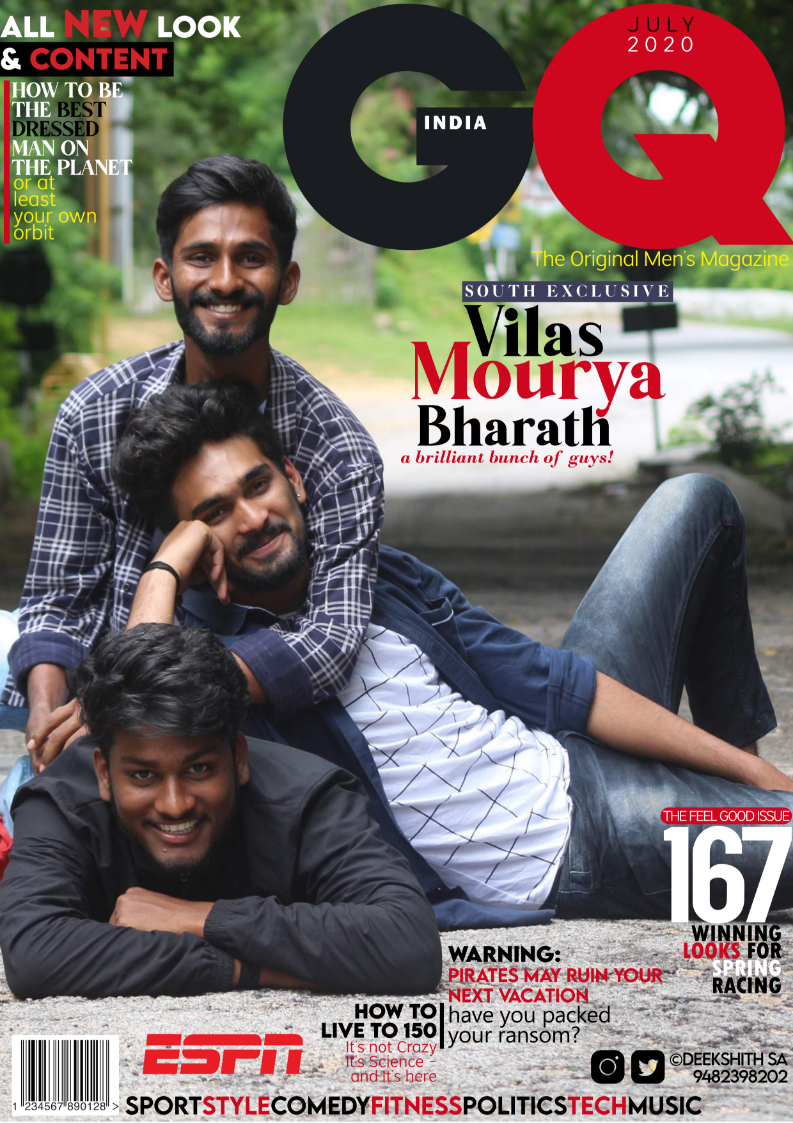 ALL NEW LOOK
& CONTENT
HOW TO BE
THE BEST
DRESSED
MAN ON
THE PLANET
or at
least
your own
orbit
GQ
INDIA
JULY
2020
The Original Men's Magazine
SOUTH EXCLUSIVE
Vilas
Mourya
Bharath
a brilliant bunch of guys!
THE FEEL GOOD ISSUE
167
WINNING
LOOKS FOR
SPRING
RACING
WARNING:
PIRATES MAY RUIN YOUR
NEXT VACATION
have you packed
your ransom?
HOW TO
LIVE TO 150
It's not Crazy
It's Science
and It's here
ESPN
©DEEKSHITH SA
9482398202
1 234567 890128 >
SPORTSTYLECOMEDYFITNESSPOLITICSTECHMUSIC